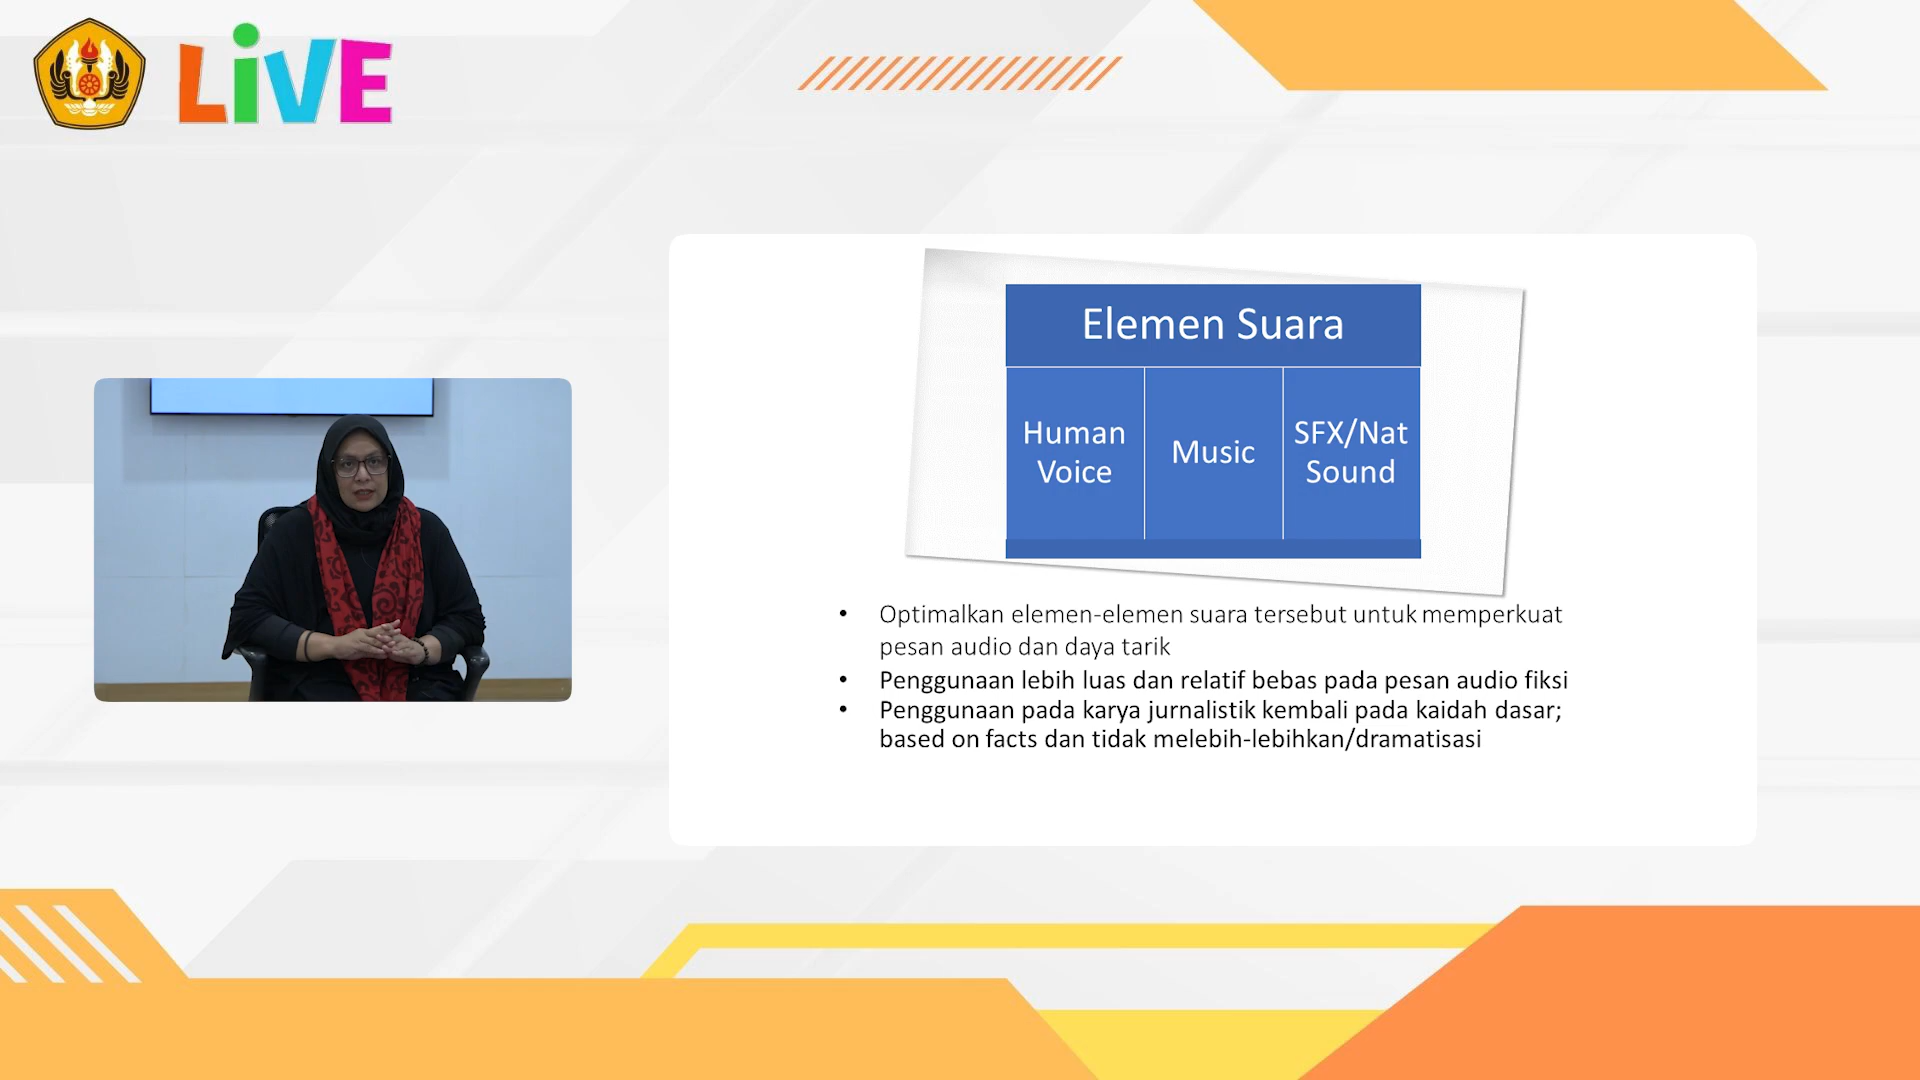 LiVE
Elemen Suara
Human
Voice
Music
SFX/Nat
Sound
• Optimalkan elemen-elemen suara tersebut untuk memperkuat
pesan audio dan daya tarik
• Penggunaan lebih luas dan relatif bebas pada pesan audio fiksi
• Penggunaan pada karya jurnalistik kembali pada kaidah dasar;
based on facts dan tidak melebih-lebihkan/dramatisasi